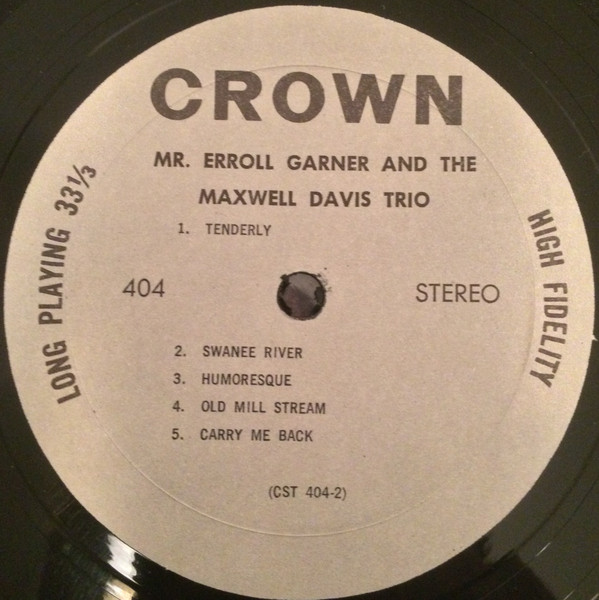 CROWN
MR. ERROLL GARNER AND THE
MAXWELL DAVIS TRIO
1. TENDERLY
LONG PLAYING 33⅓
404
STEREO
HIGH FIDELITY
2. SWANEE RIVER
3. HUMORESQUE
4. OLD MILL STREAM
5. CARRY ME BACK
(CST 404-2)